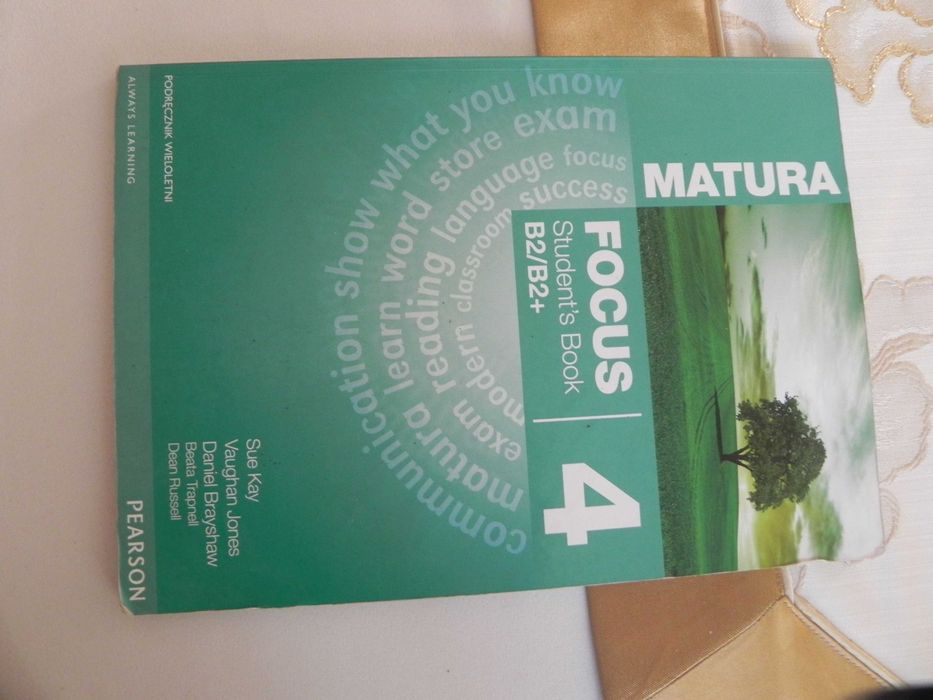 MATURA
FOCUS
4
Student's Book
B2/B2+
communication show what you know
matura learn word store exam
exam reading language focus
modern classroom success
Sue Kay
Vaughan Jones
Daniel Brayshaw
Beata Trapnell
Dean Russell
PODRĘCZNIK WIELOLETNI
ALWAYS LEARNING
PEARSON